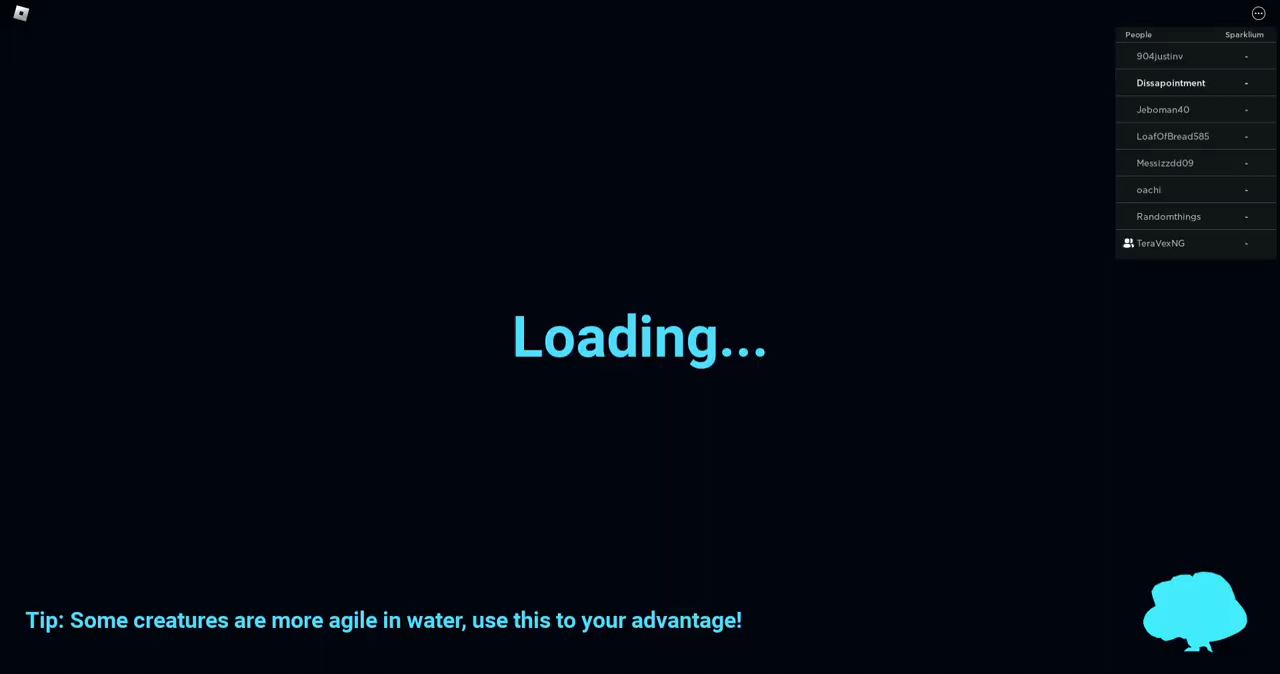 People Sparklium
904justinv -
Dissapointment -
Jeboman40 -
LoafOfBread585 -
Messizzdd09 -
oachi -
Randomthings -
TeraVexNG -
Loading...
Tip: Some creatures are more agile in water, use this to your advantage!